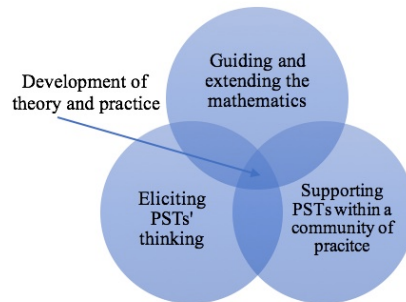 Guiding and
extending the
mathematics
Development of
theory and practice
Eliciting
PSTs'
thinking
Supporting
PSTs within a
community of
pracitce